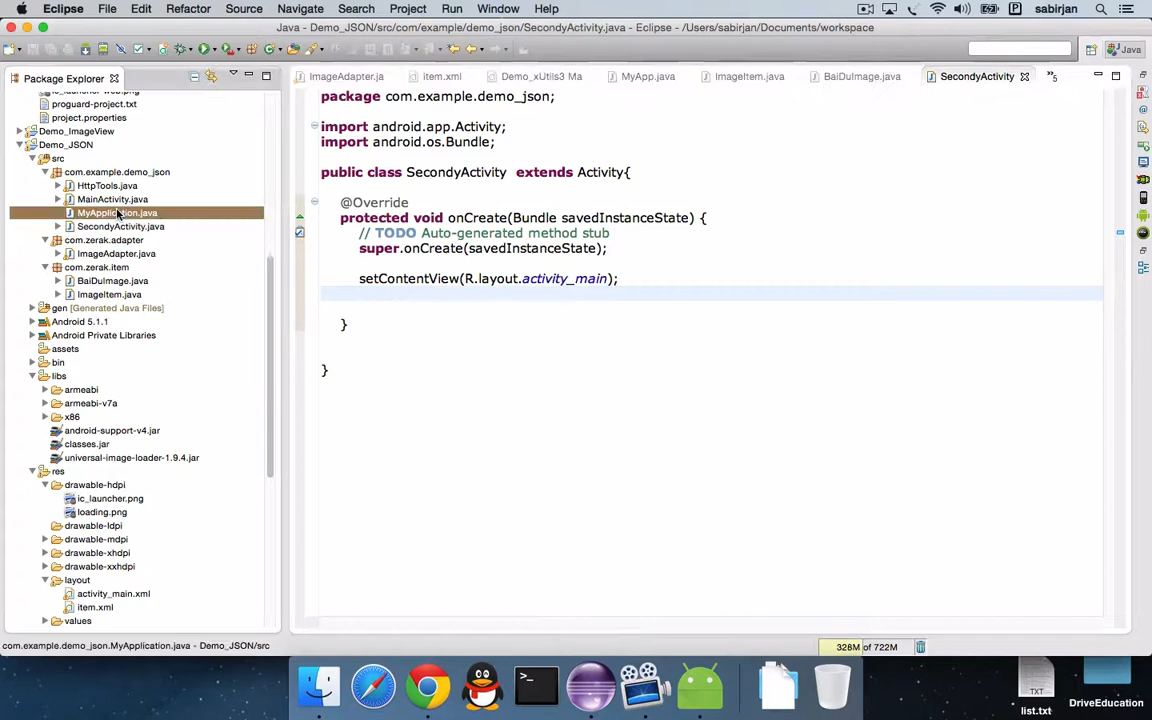 Eclipse File Edit Source Refactor Navigate Search Project Run Window Help sabirjan
Java - Demo_JSON/src/com/example/demo_json/SecondyActivity.java - Eclipse - /Users/sabirjan/Documents/workspace
Java
Package Explorer
ImageAdapter.ja item.xml Demo_xUtils3 Ma MyApp.java ImageItem.java BaiDuImage.java SecondyActivity »5
proguard-project.txt
project.properties
Demo_ImageView
Demo_JSON
src
com.example.demo_json
HttpTools.java
MainActivity.java
MyApplication.java
SecondyActivity.java
com.zerak.adapter
ImageAdapter.java
com.zerak.item
BaiDuImage.java
ImageItem.java
gen [Generated Java Files]
Android 5.1.1
Android Private Libraries
assets
bin
libs
armeabi
armeabi-v7a
x86
android-support-v4.jar
classes.jar
universal-image-loader-1.9.4.jar
res
drawable-hdpi
ic_launcher.png
loading.png
drawable-ldpi
drawable-mdpi
drawable-xhdpi
drawable-xxhdpi
layout
activity_main.xml
item.xml
values
package com.example.demo_json;
import android.app.Activity;
import android.os.Bundle;
public class SecondyActivity extends Activity{
@Override
protected void onCreate(Bundle savedInstanceState) {
// TODO Auto-generated method stub
super.onCreate(savedInstanceState);
setContentView(R.layout.activity_main);
}
}
com.example.demo_json.MyApplication.java - Demo_JSON/src
328M of 722M
TXT
list.txt
DriveEducation